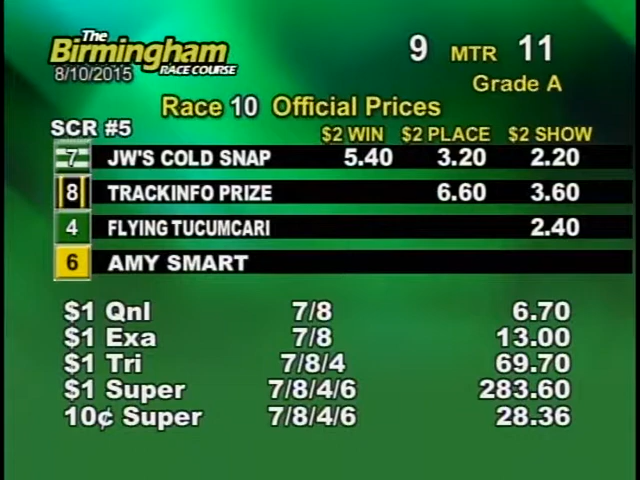 The
Birmingham
RACE COURSE
8/10/2015
9 MTR 11
Grade A
Race 10 Official Prices
SCR #5
$2 WIN $2 PLACE $2 SHOW
7 JW'S COLD SNAP 5.40 3.20 2.20
8 TRACKINFO PRIZE 6.60 3.60
4 FLYING TUCUMCARI 2.40
6 AMY SMART
$1 Qnl 7/8 6.70
$1 Exa 7/8 13.00
$1 Tri 7/8/4 69.70
$1 Super 7/8/4/6 283.60
10¢ Super 7/8/4/6 28.36